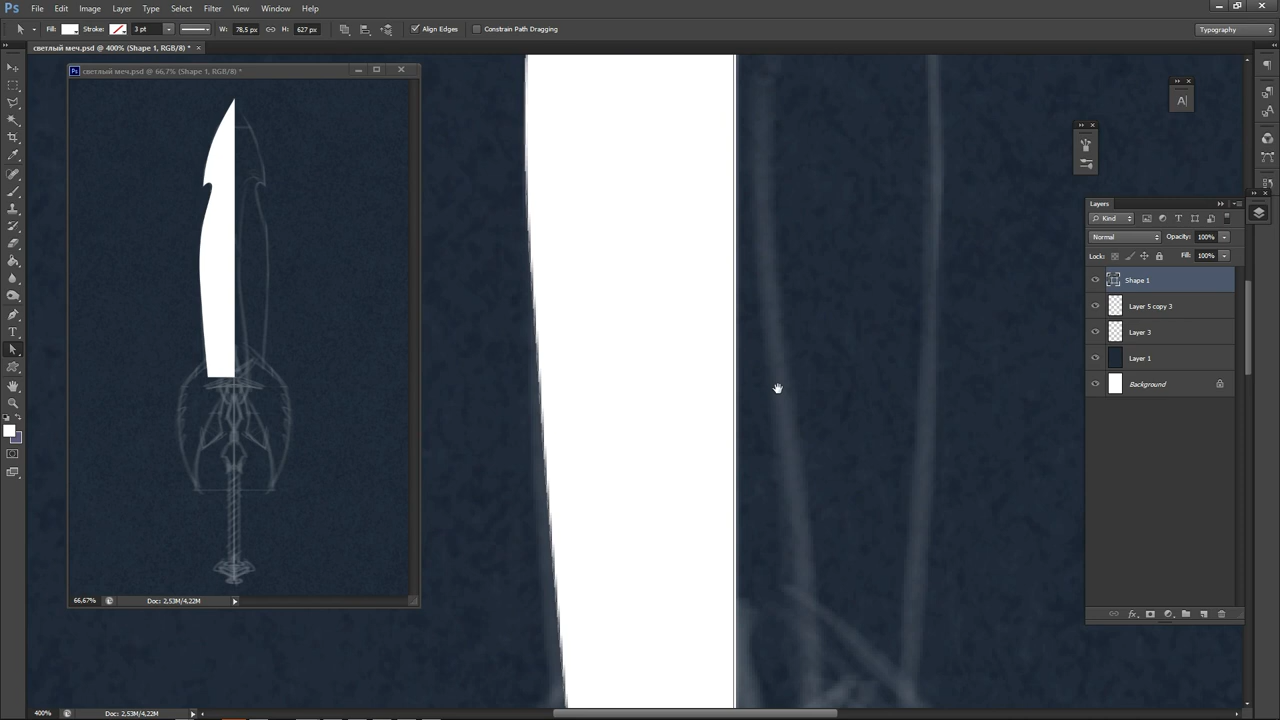 Ps File Edit Image Layer Type Select Filter View Window Help
Fill: Stroke: 3 pt W: 78,5 px H: 627 px Align Edges Constrain Path Dragging Typography
светлый меч.psd @ 400% (Shape 1, RGB/8) * ×
Ps светлый меч.psd @ 66,7% (Shape 1, RGB/8) *
A|
Layers
Kind T
Normal Opacity: 100%
Lock: Fill: 100%
Shape 1
Layer 5 copy 3
Layer 3
Layer 1
Background
fx
66,67% Doc: 2,53M/4,22M
400% Doc: 2,53M/4,22M